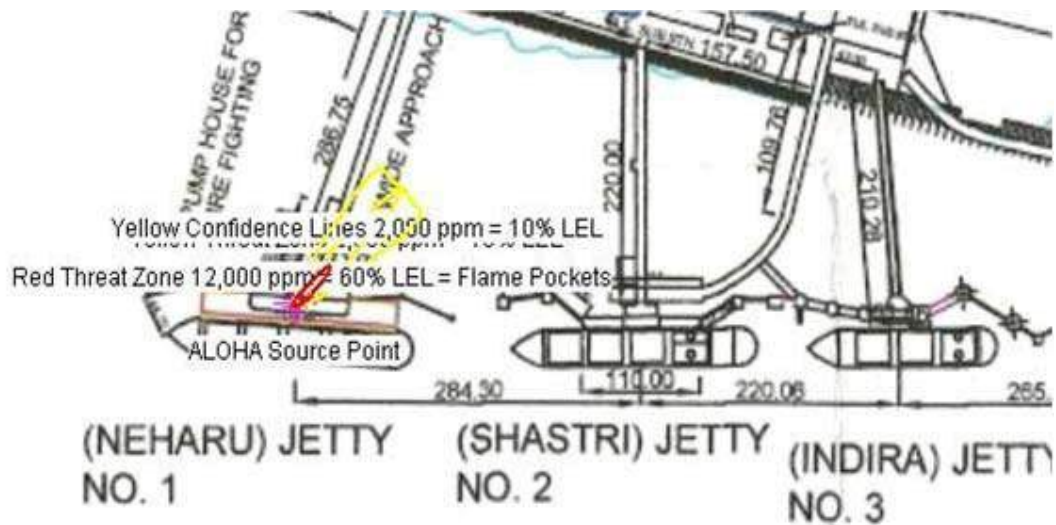 157.50
PUMP HOUSE FOR
FIRE FIGHTING
286.75
WIDE APPROACH
220.00
109.76
210.28
Yellow Confidence Lines 2,000 ppm = 10% LEL
Red Threat Zone 12,000 ppm = 60% LEL = Flame Pockets
ALOHA Source Point
284.30
110.00
220.06
265.
(NEHARU) JETTY
NO. 1
(SHASTRI) JETTY
NO. 2
(INDIRA) JETTY
NO. 3